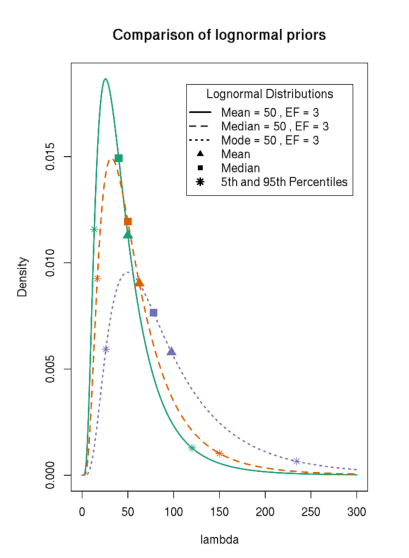 Comparison of lognormal priors
Lognormal Distributions
Mean = 50 , EF = 3
Median = 50 , EF = 3
Mode = 50 , EF = 3
Mean
Median
5th and 95th Percentiles
Density
0.015
0.010
0.005
0.000
0 50 100 150 200 250 300
lambda